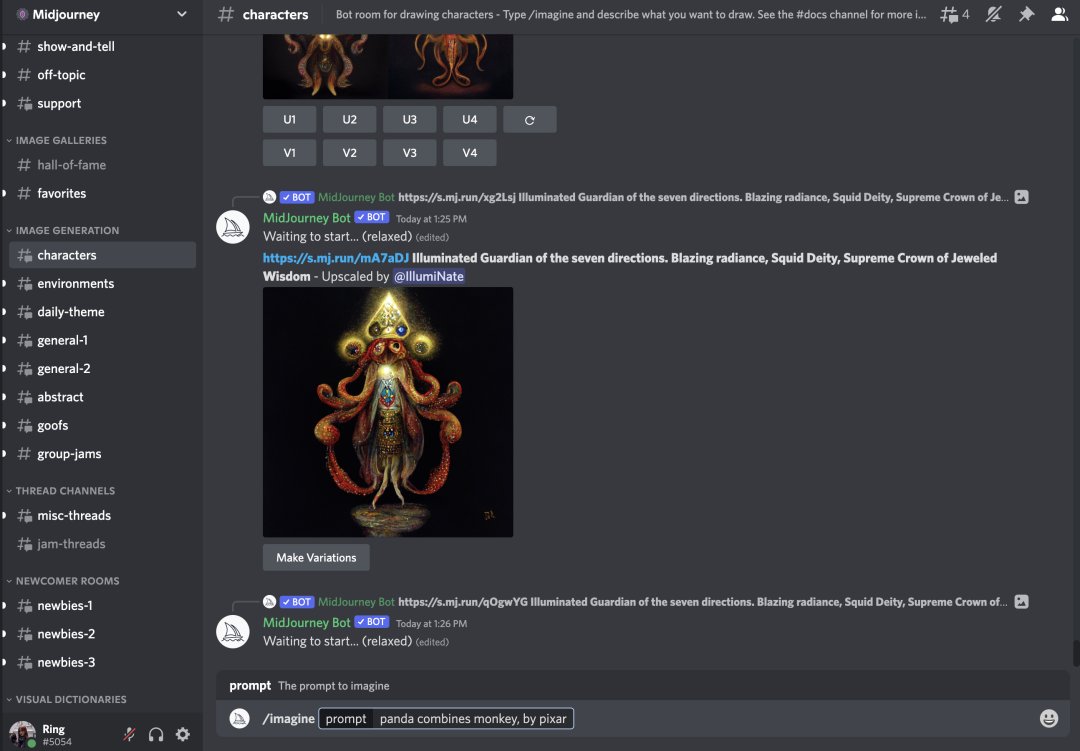 Midjourney
show-and-tell
off-topic
support
IMAGE GALLERIES
hall-of-fame
favorites
IMAGE GENERATION
characters
environments
daily-theme
general-1
general-2
abstract
goofs
group-jams
THREAD CHANNELS
misc-threads
jam-threads
NEWCOMER ROOMS
newbies-1
newbies-2
newbies-3
VISUAL DICTIONARIES
Ring
#5054
characters Bot room for drawing characters - Type /imagine and describe what you want to draw. See the #docs channel for more i... 4
U1 U2 U3 U4
V1 V2 V3 V4
BOT MidJourney Bot https://s.mj.run/xg2Lsj Illuminated Guardian of the seven directions. Blazing radiance, Squid Deity, Supreme Crown of Je...
MidJourney Bot BOT Today at 1:25 PM
Waiting to start... (relaxed) (edited)
https://s.mj.run/mA7aDJ Illuminated Guardian of the seven directions. Blazing radiance, Squid Deity, Supreme Crown of Jeweled
Wisdom - Upscaled by @IllumiNate
Make Variations
BOT MidJourney Bot https://s.mj.run/qOgwYG Illuminated Guardian of the seven directions. Blazing radiance, Squid Deity, Supreme Crown of...
MidJourney Bot BOT Today at 1:26 PM
Waiting to start... (relaxed) (edited)
prompt The prompt to imagine
/imagine prompt panda combines monkey, by pixar